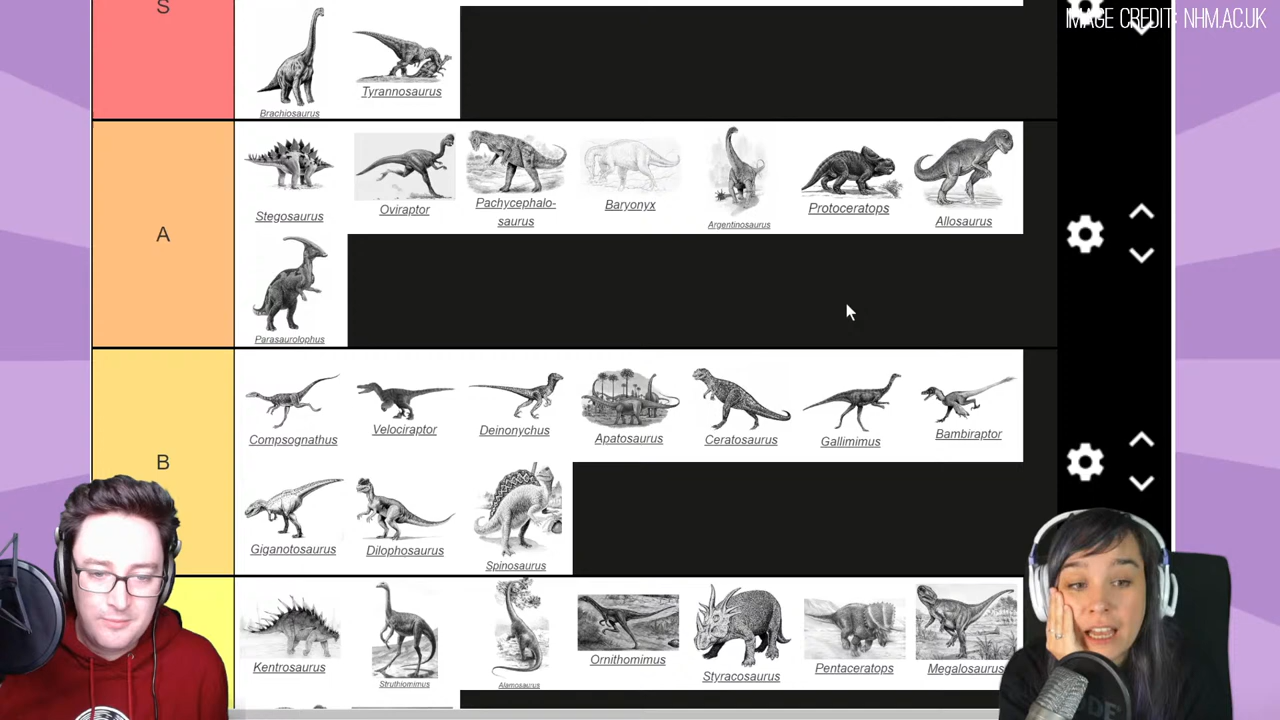 IMAGE CREDIT: NHM.AC.UK
S
Brachiosaurus
Tyrannosaurus
A
Stegosaurus
Oviraptor
Pachycephalo-
saurus
Baryonyx
Argentinosaurus
Protoceratops
Allosaurus
Parasaurolophus
B
Compsognathus
Velociraptor
Deinonychus
Apatosaurus
Ceratosaurus
Gallimimus
Bambiraptor
Giganotosaurus
Dilophosaurus
Spinosaurus
Kentrosaurus
Struthiomimus
Alamosaurus
Ornithomimus
Styracosaurus
Pentaceratops
Megalosaurus